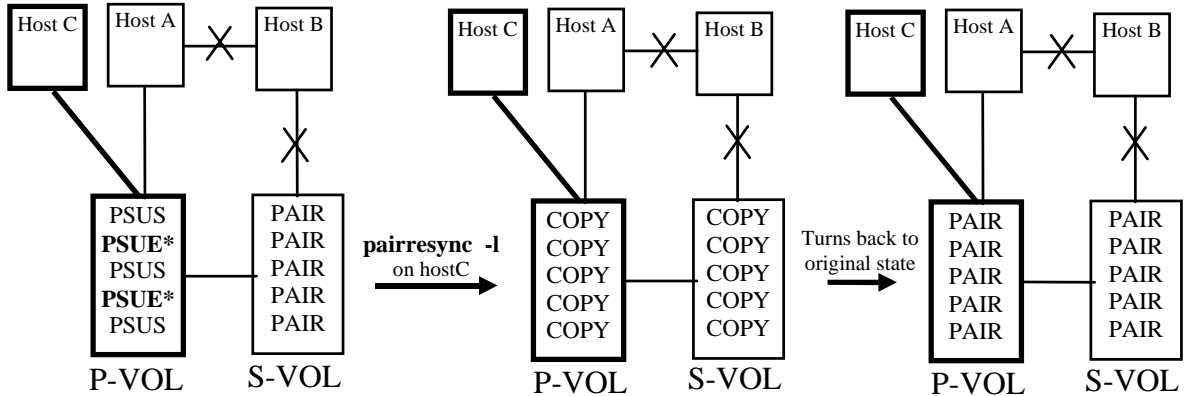 Host C
Host A
Host B
PSUS
PSUE*
PSUS
PSUE*
PSUS
PAIR
PAIR
PAIR
PAIR
PAIR
P-VOL
S-VOL
pairresync -l
on hostC
Host C
Host A
Host B
COPY
COPY
COPY
COPY
COPY
COPY
COPY
COPY
COPY
COPY
P-VOL
S-VOL
Turns back to
original state
Host C
Host A
Host B
PAIR
PAIR
PAIR
PAIR
PAIR
PAIR
PAIR
PAIR
PAIR
PAIR
P-VOL
S-VOL